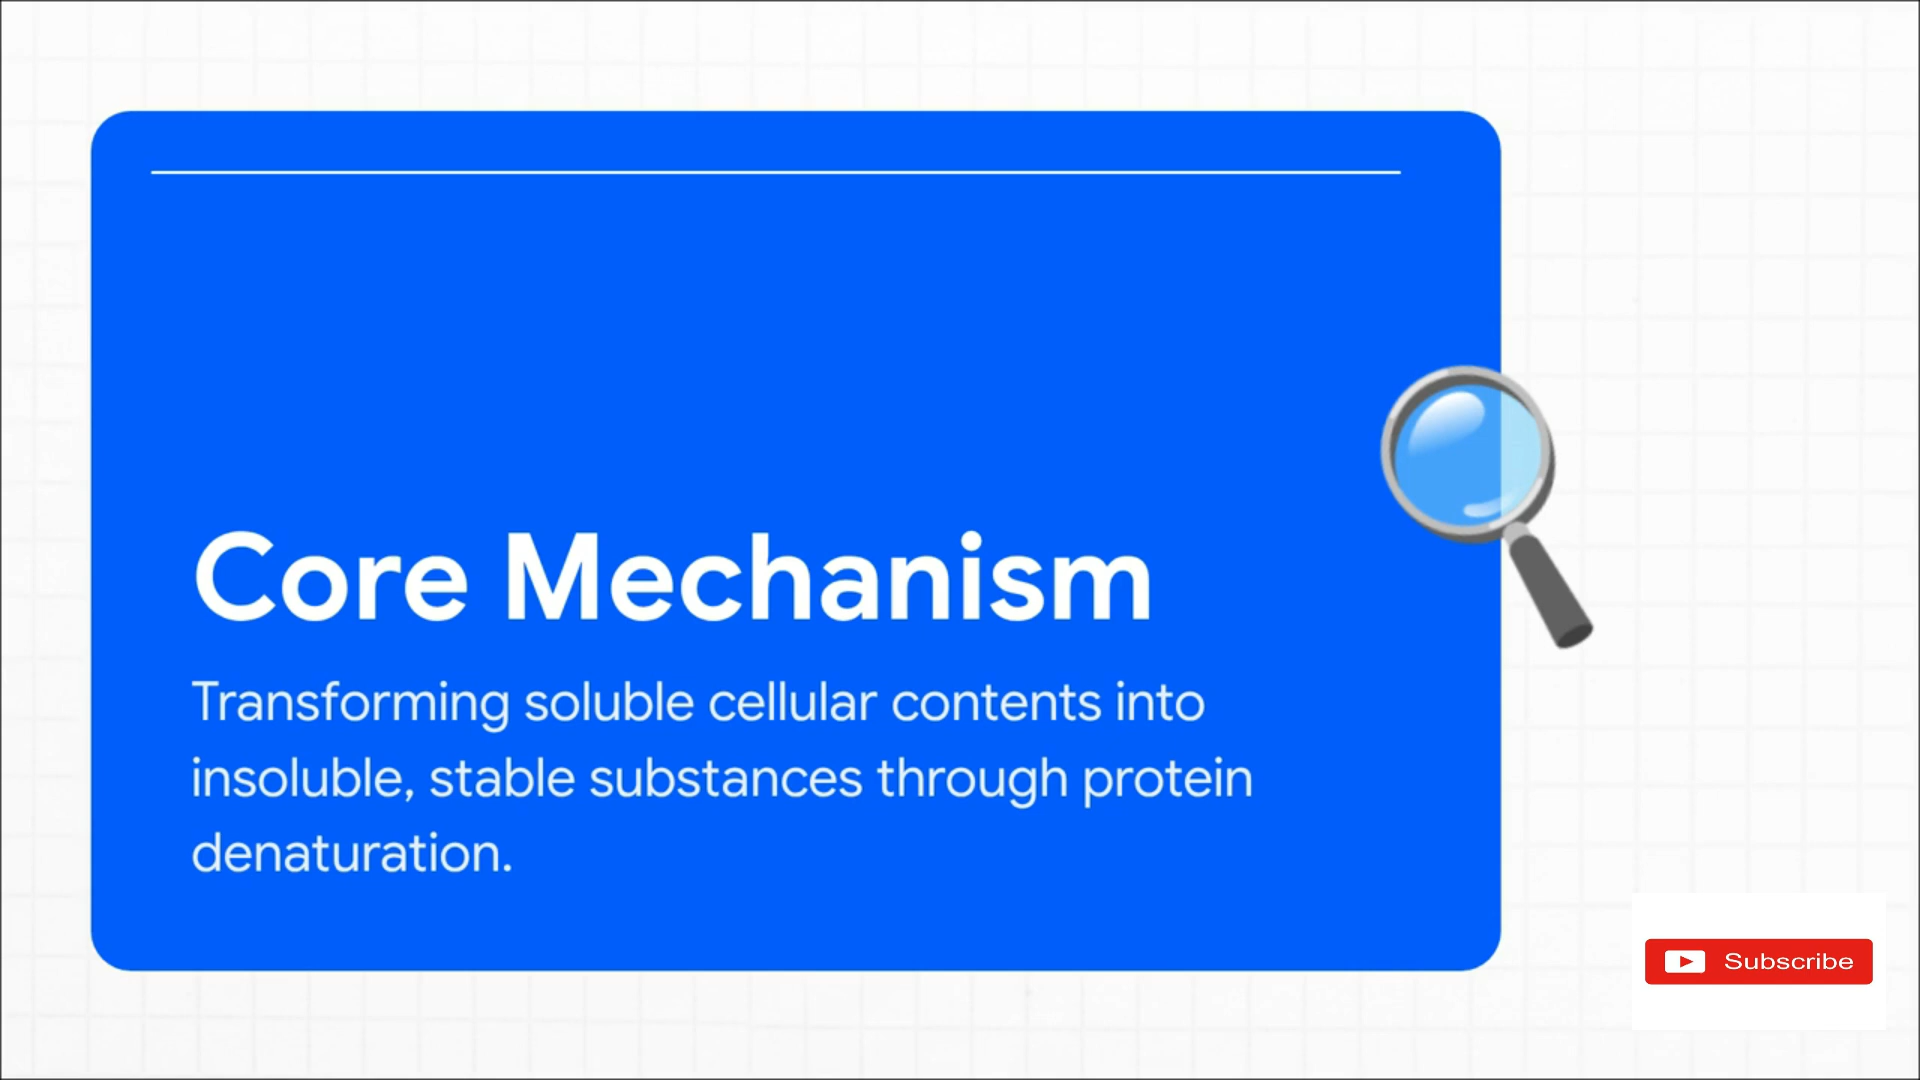 Core Mechanism
Transforming soluble cellular contents into
insoluble, stable substances through protein
denaturation.
Subscribe